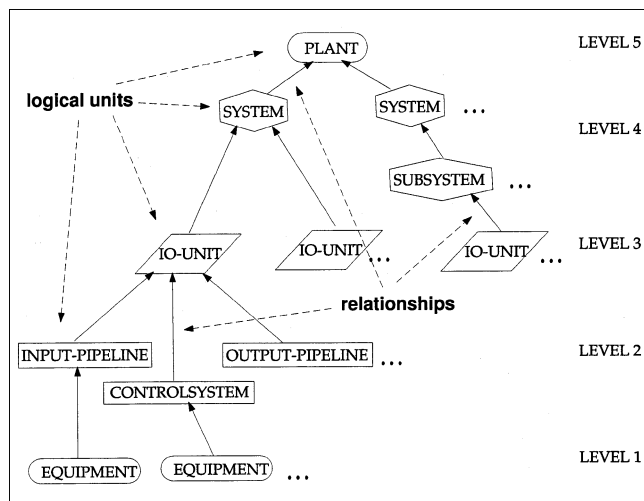 PLANT
LEVEL 5
logical units
SYSTEM
SYSTEM
...
LEVEL 4
SUBSYSTEM
...
IO-UNIT
IO-UNIT
...
IO-UNIT
...
LEVEL 3
relationships
INPUT-PIPELINE
OUTPUT-PIPELINE
...
LEVEL 2
CONTROLSYSTEM
EQUIPMENT
EQUIPMENT
...
LEVEL 1